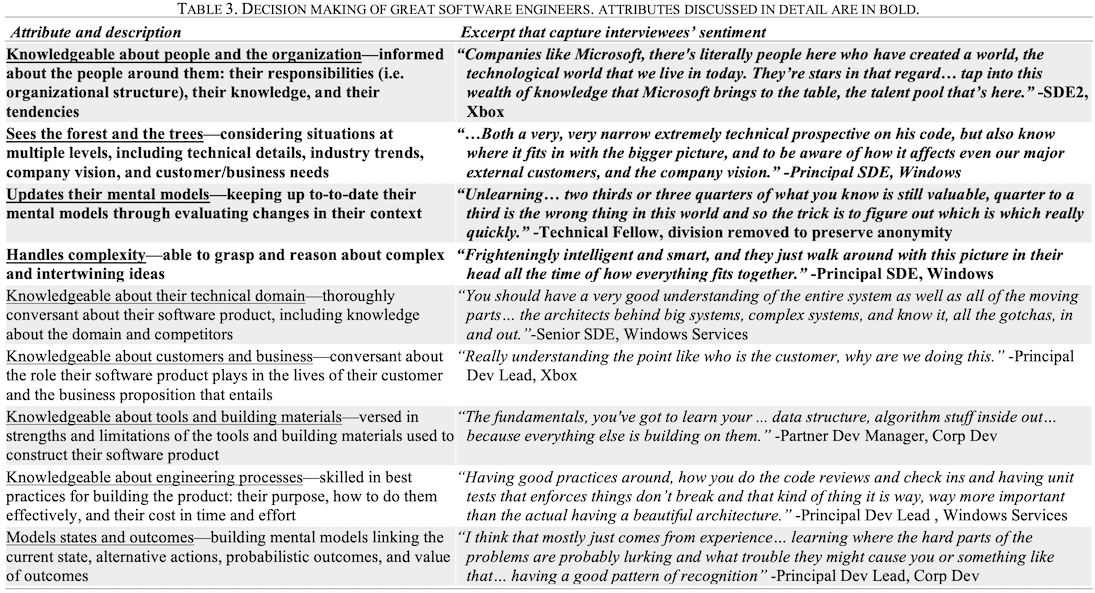 TABLE 3. DECISION MAKING OF GREAT SOFTWARE ENGINEERS. ATTRIBUTES DISCUSSED IN DETAIL ARE IN BOLD.
Attribute and description
Excerpt that capture interviewees’ sentiment
Knowledgeable about people and the organization—informed
about the people around them: their responsibilities (i.e.
organizational structure), their knowledge, and their
tendencies
“Companies like Microsoft, there's literally people here who have created a world, the
technological world that we live in today. They’re stars in that regard… tap into this
wealth of knowledge that Microsoft brings to the table, the talent pool that’s here.” -SDE2,
Xbox
Sees the forest and the trees—considering situations at
multiple levels, including technical details, industry trends,
company vision, and customer/business needs
“…Both a very, very narrow extremely technical prospective on his code, but also know
where it fits in with the bigger picture, and to be aware of how it affects even our major
external customers, and the company vision.” -Principal SDE, Windows
Updates their mental models—keeping up to-to-date their
mental models through evaluating changes in their context
“Unlearning… two thirds or three quarters of what you know is still valuable, quarter to a
third is the wrong thing in this world and so the trick is to figure out which is which really
quickly.” -Technical Fellow, division removed to preserve anonymity
Handles complexity—able to grasp and reason about complex
and intertwining ideas
“Frighteningly intelligent and smart, and they just walk around with this picture in their
head all the time of how everything fits together.” -Principal SDE, Windows
Knowledgeable about their technical domain—thoroughly
conversant about their software product, including knowledge
about the domain and competitors
“You should have a very good understanding of the entire system as well as all of the moving
parts… the architects behind big systems, complex systems, and know it, all the gotchas, in
and out.”-Senior SDE, Windows Services
Knowledgeable about customers and business—conversant about
the role their software product plays in the lives of their customer
and the business proposition that entails
“Really understanding the point like who is the customer, why are we doing this.” -Principal
Dev Lead, Xbox
Knowledgeable about tools and building materials—versed in
strengths and limitations of the tools and building materials used to
construct their software product
“The fundamentals, you've got to learn your … data structure, algorithm stuff inside out…
because everything else is building on them.” -Partner Dev Manager, Corp Dev
Knowledgeable about engineering processes—skilled in best
practices for building the product: their purpose, how to do them
effectively, and their cost in time and effort
“Having good practices around, how you do the code reviews and check ins and having unit
tests that enforces things don’t break and that kind of thing it is way, way more important
than the actual having a beautiful architecture.” -Principal Dev Lead , Windows Services
Models states and outcomes—building mental models linking the
current state, alternative actions, probabilistic outcomes, and value
of outcomes
“I think that mostly just comes from experience… learning where the hard parts of the
problems are probably lurking and what trouble they might cause you or something like
that… having a good pattern of recognition” -Principal Dev Lead, Corp Dev